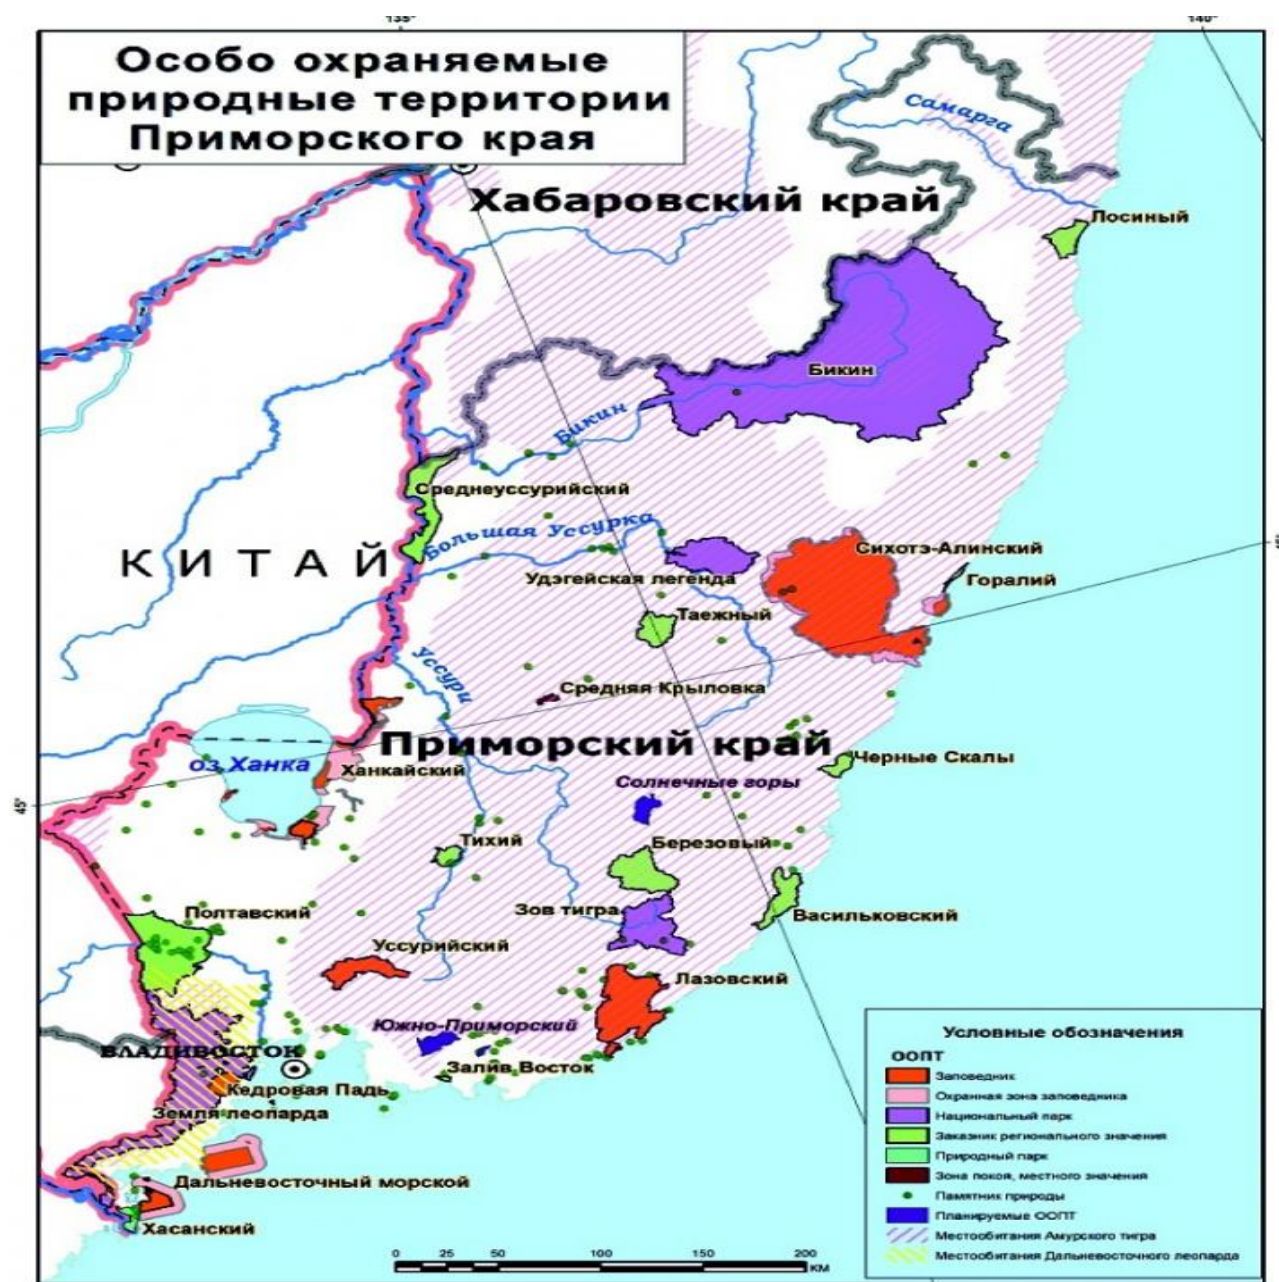 135°
140°
Особо охраняемые
природные территории
Приморского края
Самарга
Хабаровский край
Лосиный
Бикин
Бикин
Среднеуссурийский
Большая Уссурка
КИТАЙ
Сихотэ-Алинский
Удэгейская легенда
Горалий
Таежный
Уссури
Средняя Крыловка
Приморский край
оз Ханка
Ханкайский
Черные Скалы
Солнечные горы
45°
Тихий
Березовый
Полтавский
Зов тигра
Васильковский
Уссурийский
Лазовский
Южно-Приморский
ВЛАДИВОСТОК
Залив Восток
Кедровая Падь
Земля леопарда
Дальневосточный морской
Хасанский
Условные обозначения
ООПТ
Заповедник
Охранная зона заповедника
Национальный парк
Заказник регионального значения
Природный парк
Зона покоя, местного значения
Памятник природы
Планируемые ООПТ
Местообитания Амурского тигра
Местообитания Дальневосточного леопарда
0 25 50 100 150 200
КМ